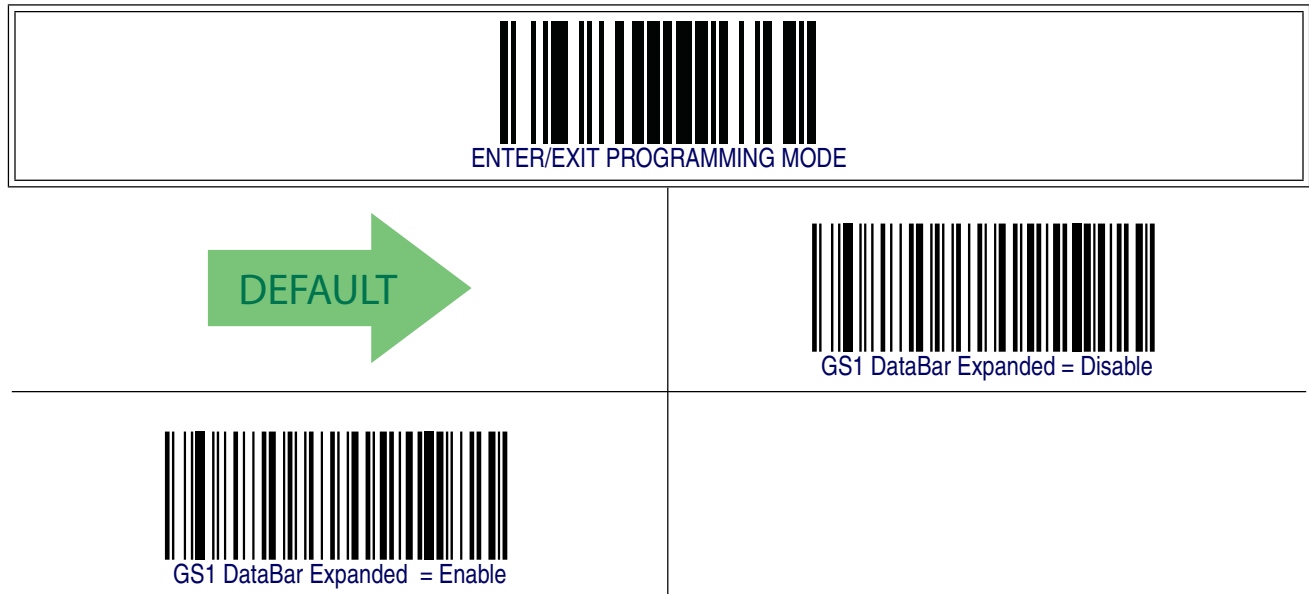 ENTER/EXIT PROGRAMMING MODE
DEFAULT
GS1 DataBar Expanded = Disable
GS1 DataBar Expanded = Enable